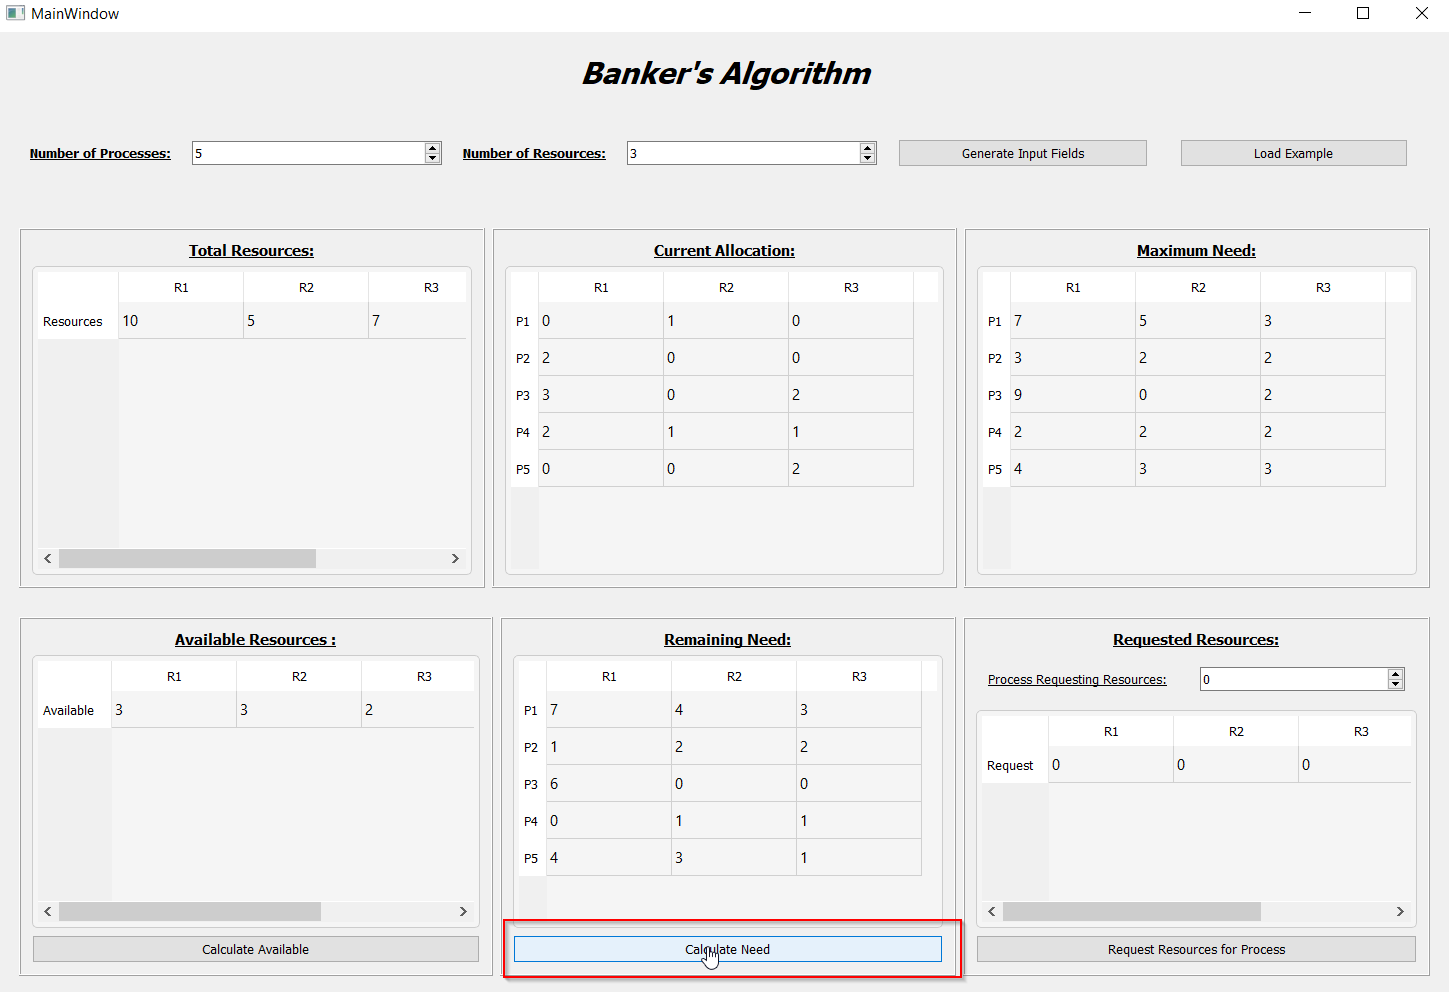 MainWindow
Banker's Algorithm
Number of Processes: 5 Number of Resources: 3 Generate Input Fields Load Example
Total Resources:
R1 R2 R3
Resources 10 5 7
Current Allocation:
R1 R2 R3
P1 0 1 0
P2 2 0 0
P3 3 0 2
P4 2 1 1
P5 0 0 2
Maximum Need:
R1 R2 R3
P1 7 5 3
P2 3 2 2
P3 9 0 2
P4 2 2 2
P5 4 3 3
Available Resources :
R1 R2 R3
Available 3 3 2
Calculate Available
Remaining Need:
R1 R2 R3
P1 7 4 3
P2 1 2 2
P3 6 0 0
P4 0 1 1
P5 4 3 1
Calculate Need
Requested Resources:
Process Requesting Resources: 0
R1 R2 R3
Request 0 0 0
Request Resources for Process